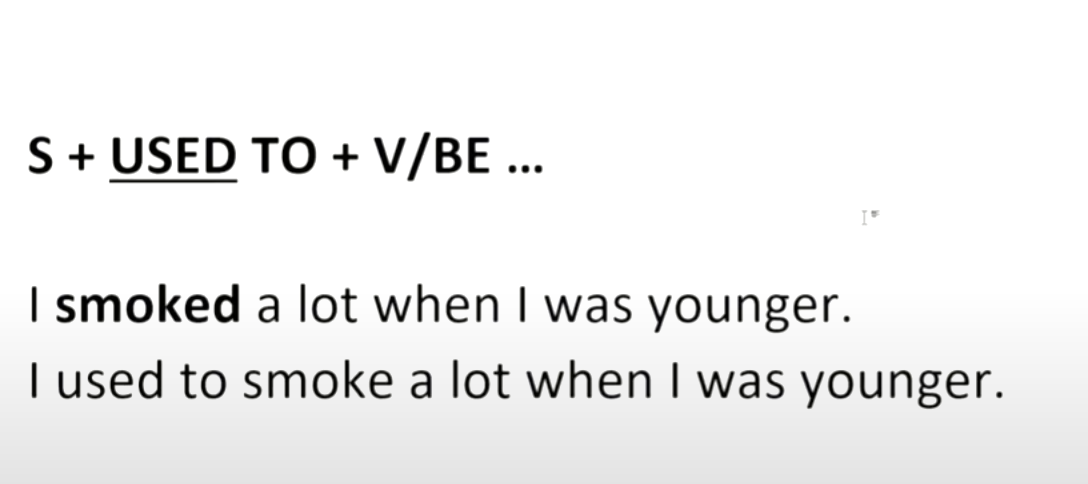 S + USED TO + V/BE ...
I smoked a lot when I was younger.
I used to smoke a lot when I was younger.